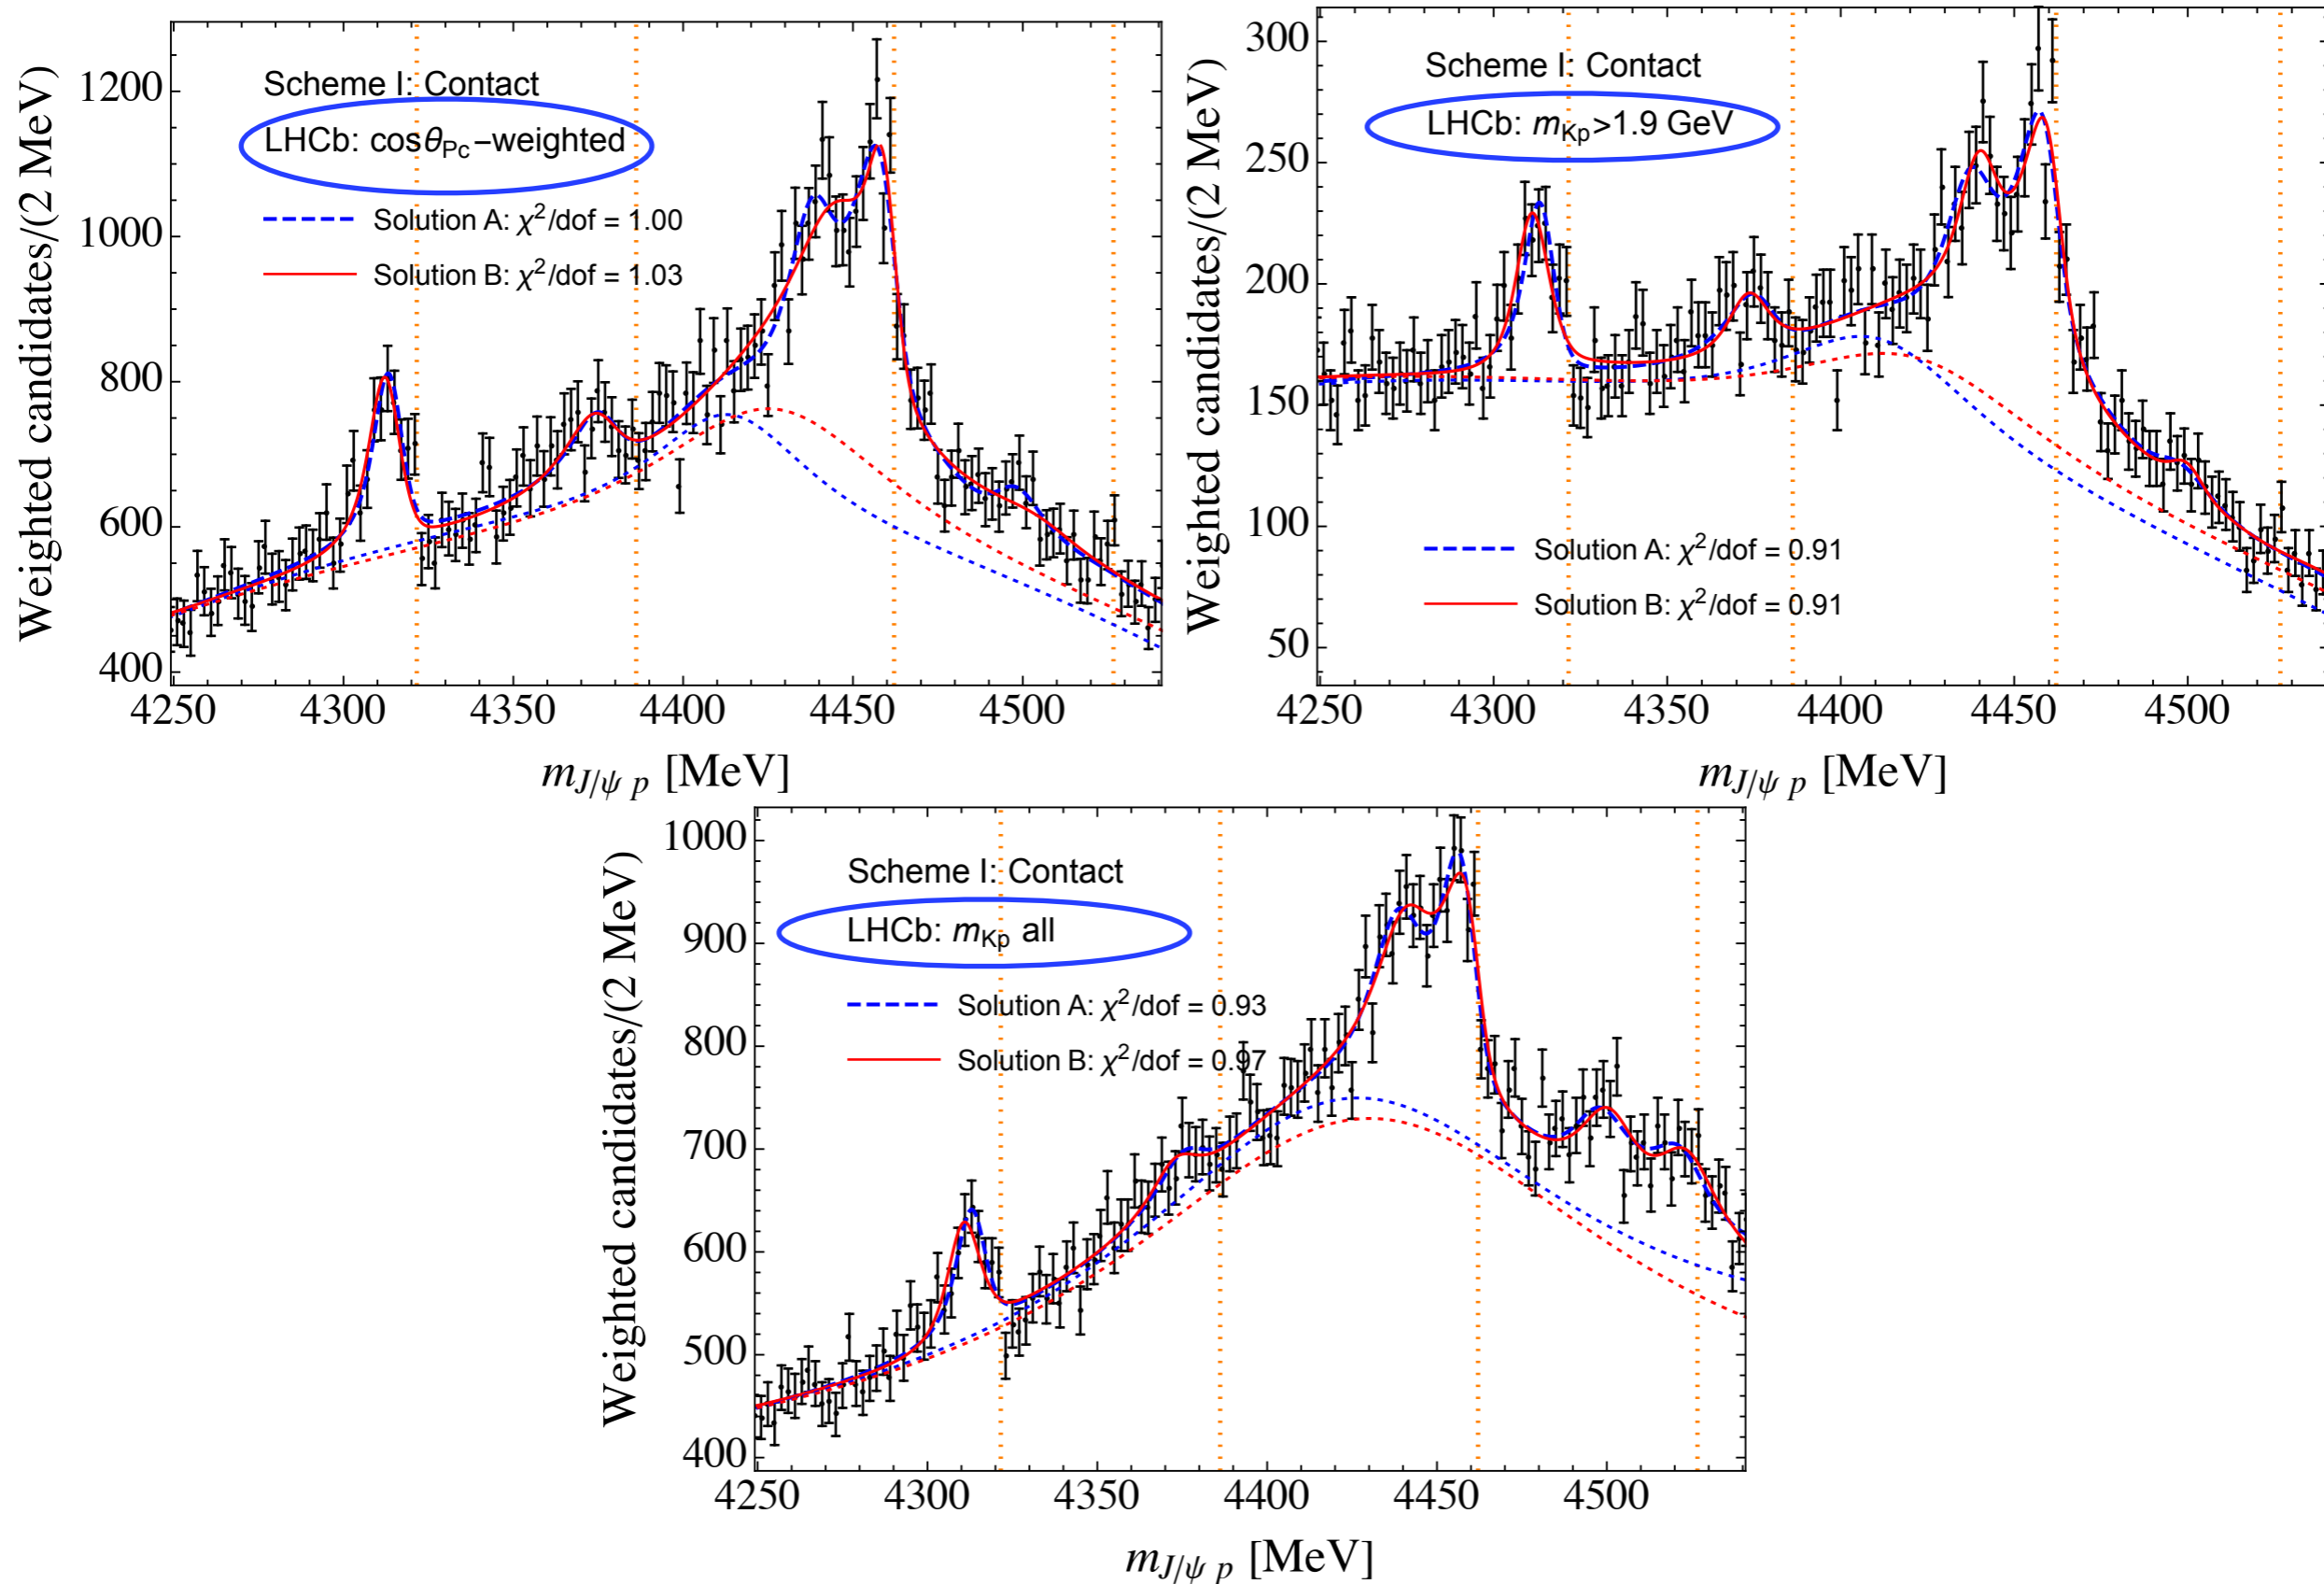 Weighted candidates/(2 MeV)
1200
1000
800
600
400
Scheme I: Contact
LHCb: cosθPc−weighted
Solution A: χ²/dof = 1.00
Solution B: χ²/dof = 1.03
4250 4300 4350 4400 4450 4500
mJ/ψ p [MeV]
Weighted candidates/(2 MeV)
300
250
200
150
100
50
Scheme I: Contact
LHCb: mKp>1.9 GeV
Solution A: χ²/dof = 0.91
Solution B: χ²/dof = 0.91
4250 4300 4350 4400 4450 4500
mJ/ψ p [MeV]
Weighted candidates/(2 MeV)
1000
900
800
700
600
500
400
Scheme I: Contact
LHCb: mKp all
Solution A: χ²/dof = 0.93
Solution B: χ²/dof = 0.97
4250 4300 4350 4400 4450 4500
mJ/ψ p [MeV]